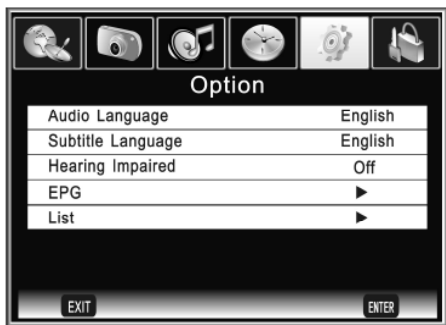 Option
Audio Language English
Subtitle Language English
Hearing Impaired Off
EPG
List
EXIT ENTER